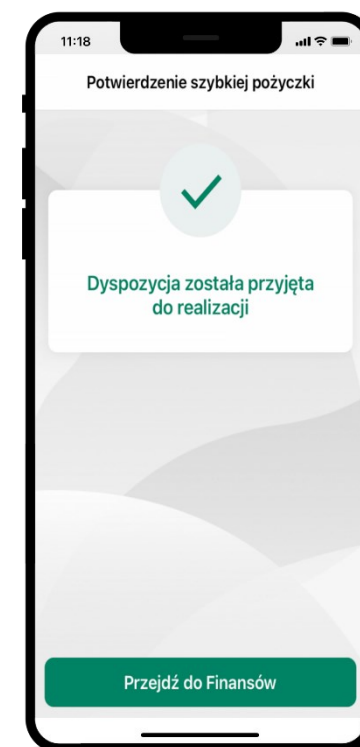 11:18
Potwierdzenie szybkiej pożyczki
Dyspozycja została przyjęta
do realizacji
Przejdź do Finansów